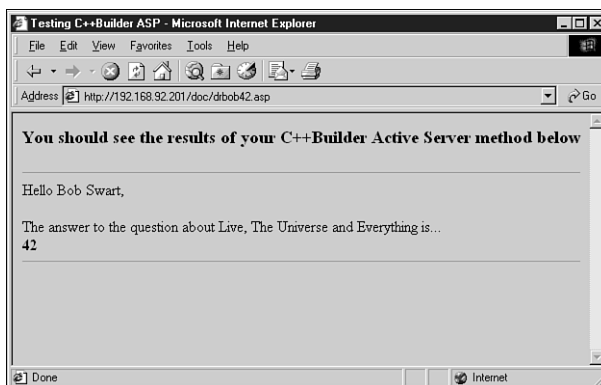 Testing C++Builder ASP - Microsoft Internet Explorer
File Edit View Favorites Tools Help
Address http://192.168.92.201/doc/drbob42.asp Go
You should see the results of your C++Builder Active Server method below
Hello Bob Swart,
The answer to the question about Live, The Universe and Everything is...
42
Done Internet